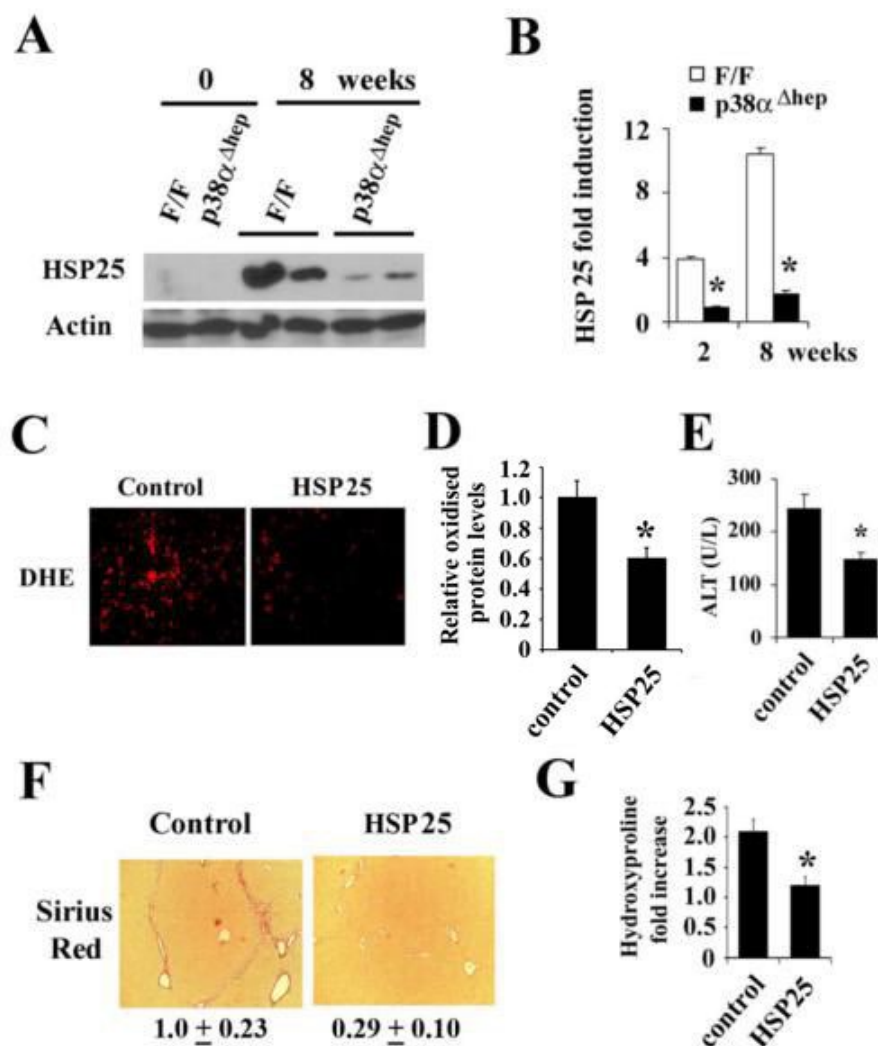 A
0 8 weeks
F/F p38α Δhep F/F p38α Δhep
HSP25
Actin
B
F/F
p38α Δhep
HSP 25 fold induction
12
8
4
0
* *
2 8 weeks
C
Control HSP25
DHE
D
Relative oxidised
protein levels
1.2
1.0
0.8
0.6
0.4
0.2
0
*
control HSP25
E
ALT (U/L)
300
200
100
0
*
control HSP25
F
Control HSP25
Sirius
Red
1.0 ± 0.23 0.29 ± 0.10
G
Hydroxyproline
fold increase
2.5
2.0
1.5
1.0
0.5
0
*
control HSP25